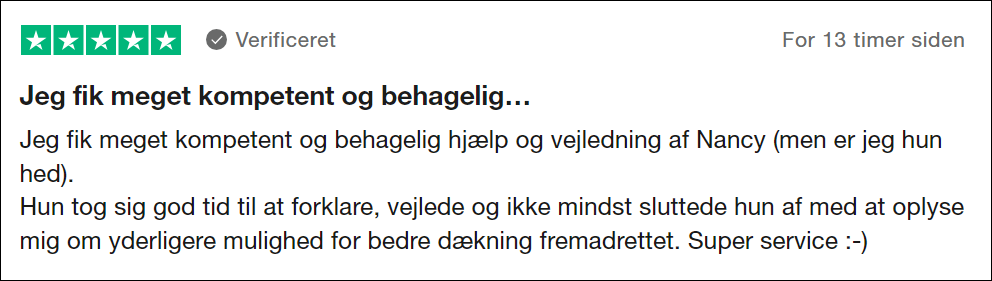 Verificeret
For 13 timer siden
Jeg fik meget kompetent og behagelig…
Jeg fik meget kompetent og behagelig hjælp og vejledning af Nancy (men er jeg hun
hed).
Hun tog sig god tid til at forklare, vejlede og ikke mindst sluttede hun af med at oplyse
mig om yderligere mulighed for bedre dækning fremadrettet. Super service :-)